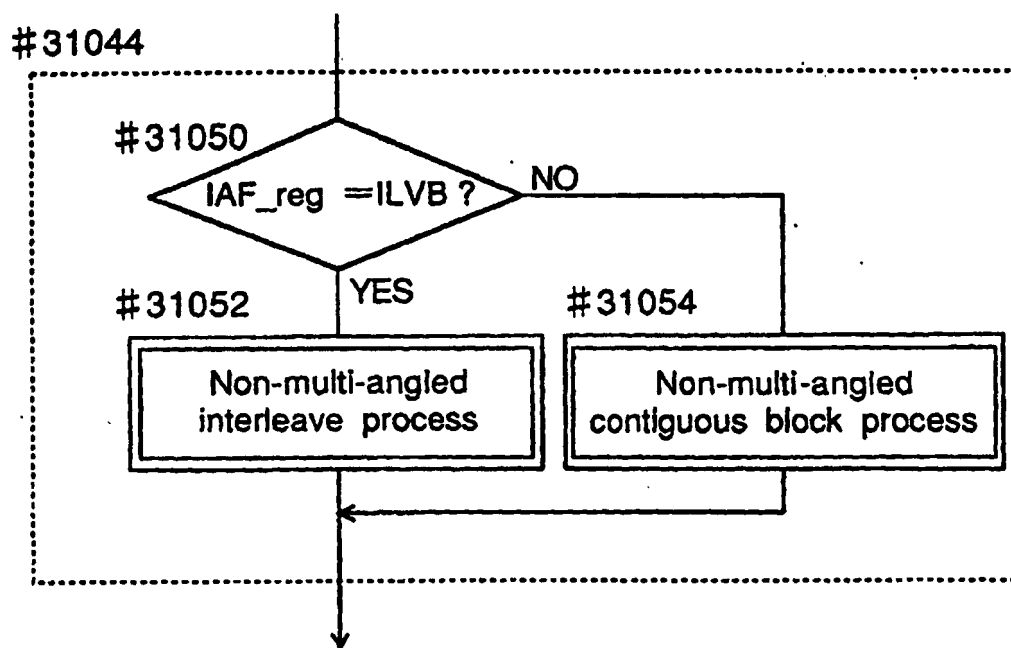 #31044
#31050
IAF_reg =ILVB ?
NO
YES
#31052
#31054
Non-multi-angled
interleave process
Non-multi-angled
contiguous block process